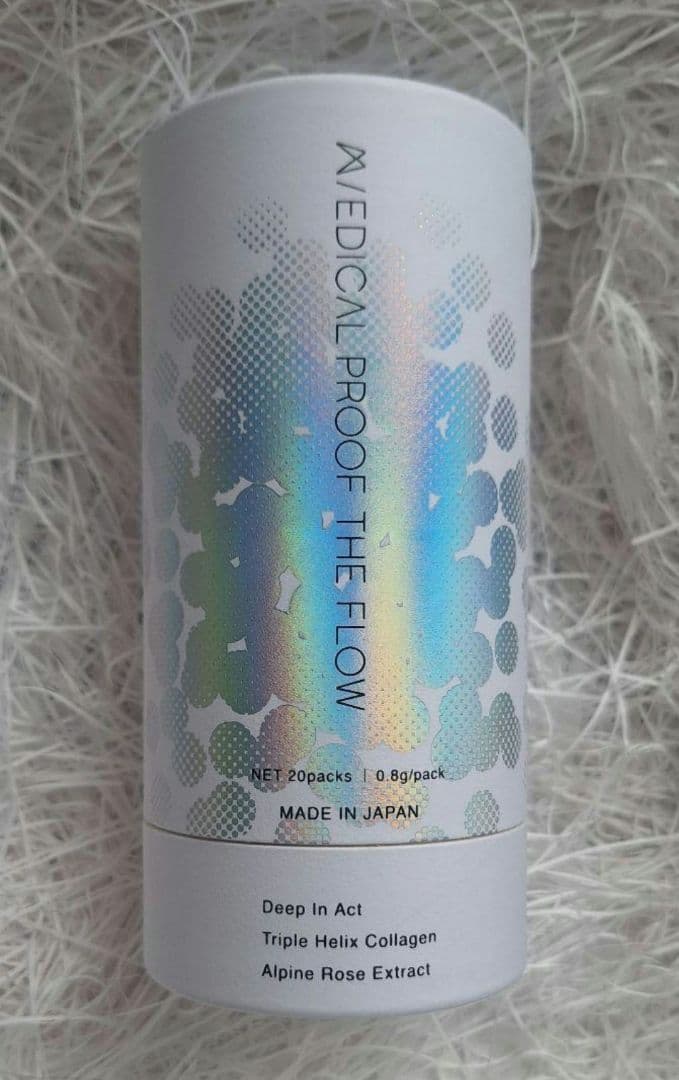 MEDICAL PROOF THE FLOW
NET 20packs | 0.8g/pack
MADE IN JAPAN
Deep In Act
Triple Helix Collagen
Alpine Rose Extract